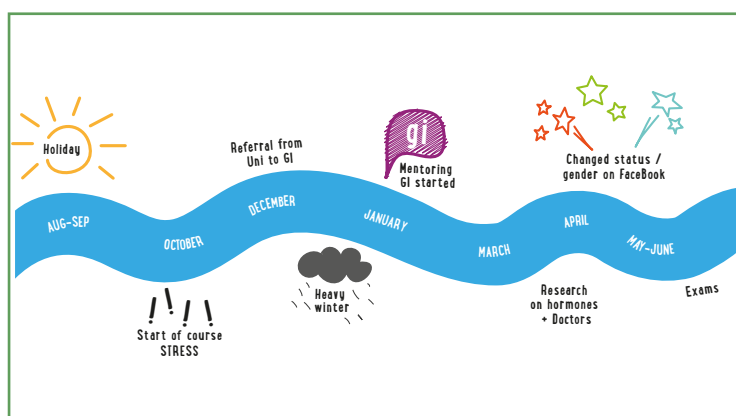 Holiday
Referral from
Uni to GI
gi
Mentoring
GI started
Changed status /
gender on FaceBook
AUG-SEP
OCTOBER
DECEMBER
JANUARY
MARCH
APRIL
MAY-JUNE
Start of course
STRESS
Heavy
winter
Research
on hormones
+ Doctors
Exams